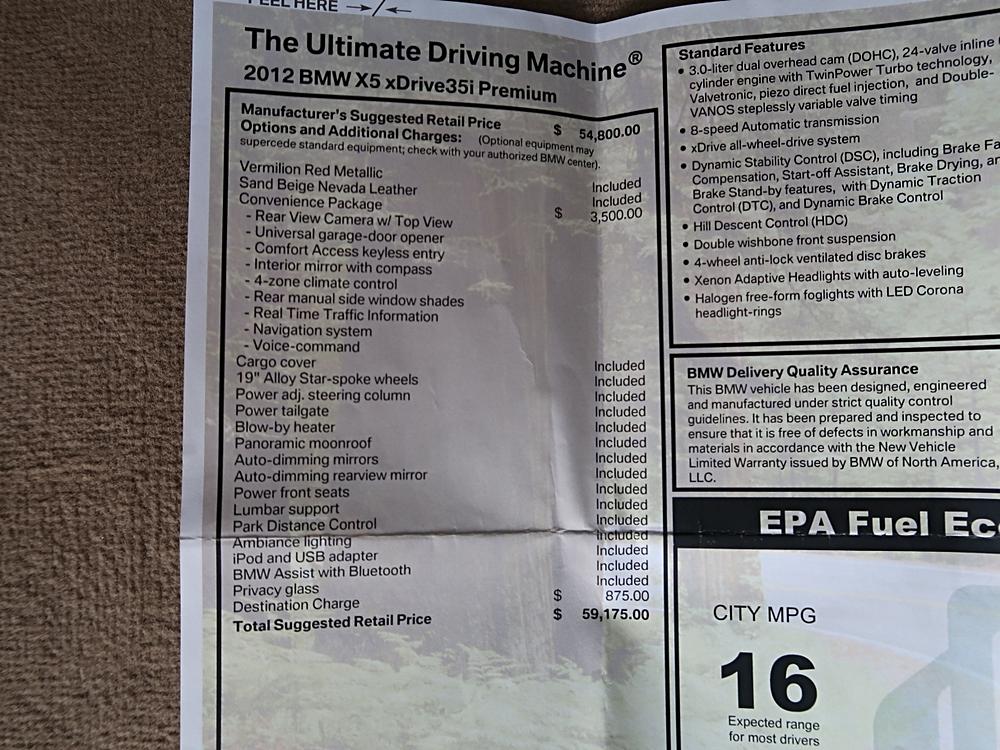 PEEL HERE
The Ultimate Driving Machine®
2012 BMW X5 xDrive35i Premium
Manufacturer's Suggested Retail Price $ 54,800.00
Options and Additional Charges: (Optional equipment may
supercede standard equipment; check with your authorized BMW center).
Vermilion Red Metallic Included
Sand Beige Nevada Leather Included
Convenience Package $ 3,500.00
- Rear View Camera w/ Top View
- Universal garage-door opener
- Comfort Access keyless entry
- Interior mirror with compass
- 4-zone climate control
- Rear manual side window shades
- Real Time Traffic Information
- Navigation system
- Voice-command
Cargo cover Included
19" Alloy Star-spoke wheels Included
Power adj. steering column Included
Power tailgate Included
Blow-by heater Included
Panoramic moonroof Included
Auto-dimming mirrors Included
Auto-dimming rearview mirror Included
Power front seats Included
Lumbar support Included
Park Distance Control Included
Ambiance lighting Included
iPod and USB adapter Included
BMW Assist with Bluetooth Included
Privacy glass Included
Destination Charge $ 875.00
Total Suggested Retail Price $ 59,175.00
Standard Features
• 3.0-liter dual overhead cam (DOHC), 24-valve inline
cylinder engine with TwinPower Turbo technology,
Valvetronic, piezo direct fuel injection, and Double-
VANOS steplessly variable valve timing
• 8-speed Automatic transmission
• xDrive all-wheel-drive system
• Dynamic Stability Control (DSC), including Brake Fa
Compensation, Start-off Assistant, Brake Drying, an
Brake Stand-by features, with Dynamic Traction
Control (DTC), and Dynamic Brake Control
• Hill Descent Control (HDC)
• Double wishbone front suspension
• 4-wheel anti-lock ventilated disc brakes
• Xenon Adaptive Headlights with auto-leveling
• Halogen free-form foglights with LED Corona
headlight-rings
BMW Delivery Quality Assurance
This BMW vehicle has been designed, engineered
and manufactured under strict quality control
guidelines. It has been prepared and inspected to
ensure that it is free of defects in workmanship and
materials in accordance with the New Vehicle
Limited Warranty issued by BMW of North America,
LLC.
EPA Fuel Ec
CITY MPG
16
Expected range
for most drivers